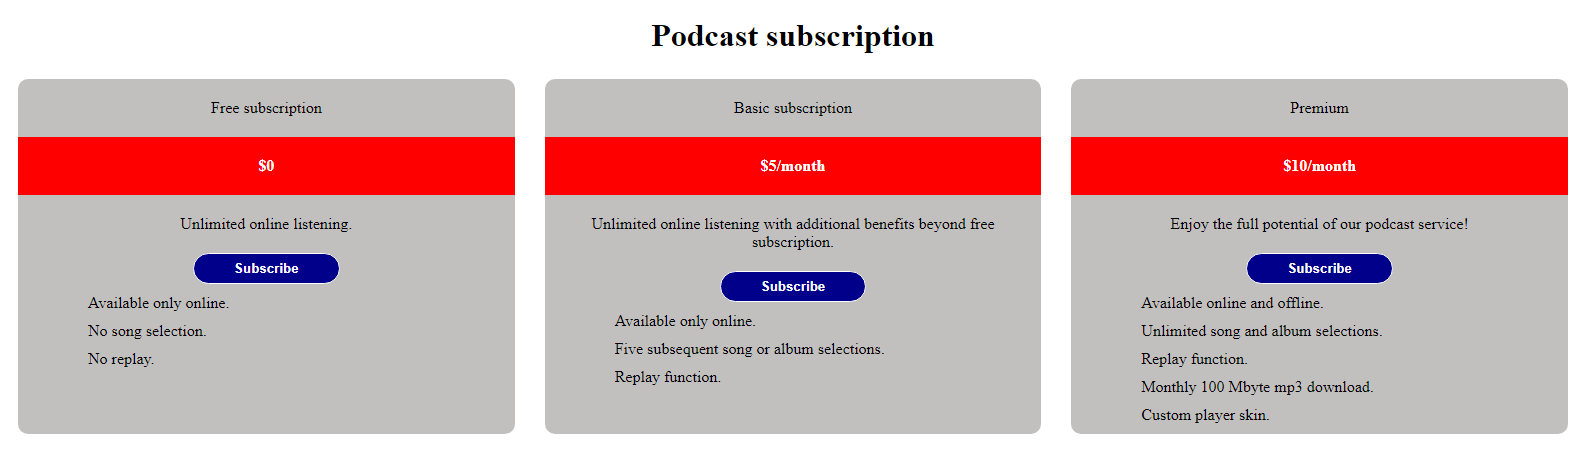 Podcast subscription
Free subscription
$0
Unlimited online listening.
Subscribe
Available only online.
No song selection.
No replay.
Basic subscription
$5/month
Unlimited online listening with additional benefits beyond free
subscription.
Subscribe
Available only online.
Five subsequent song or album selections.
Replay function.
Premium
$10/month
Enjoy the full potential of our podcast service!
Subscribe
Available online and offline.
Unlimited song and album selections.
Replay function.
Monthly 100 Mbyte mp3 download.
Custom player skin.